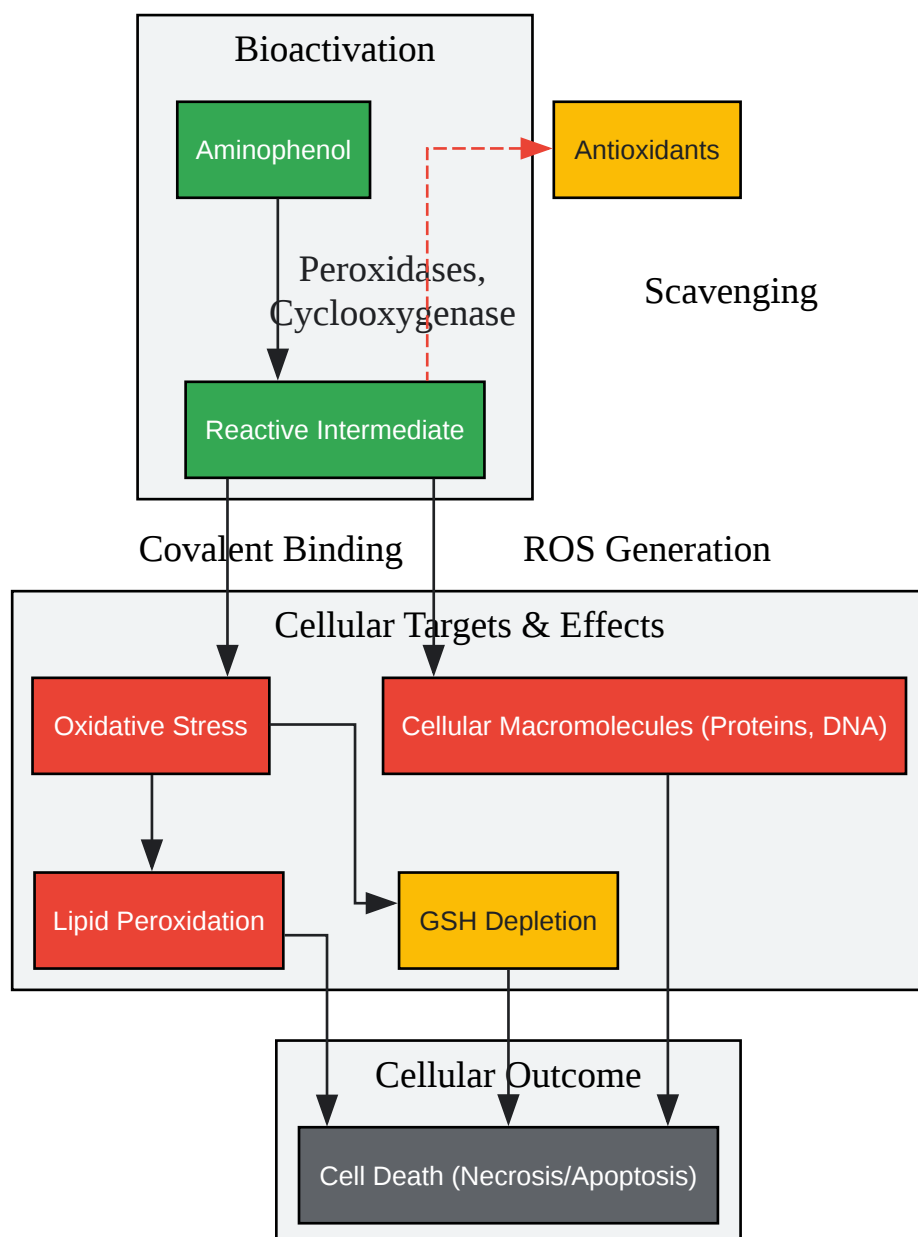 Bioactivation
Aminophenol
Antioxidants
Peroxidases,
Cyclooxygenase
Scavenging
Reactive Intermediate
Covalent Binding
ROS Generation
Cellular Targets & Effects
Oxidative Stress
Cellular Macromolecules (Proteins, DNA)
Lipid Peroxidation
GSH Depletion
Cellular Outcome
Cell Death (Necrosis/Apoptosis)